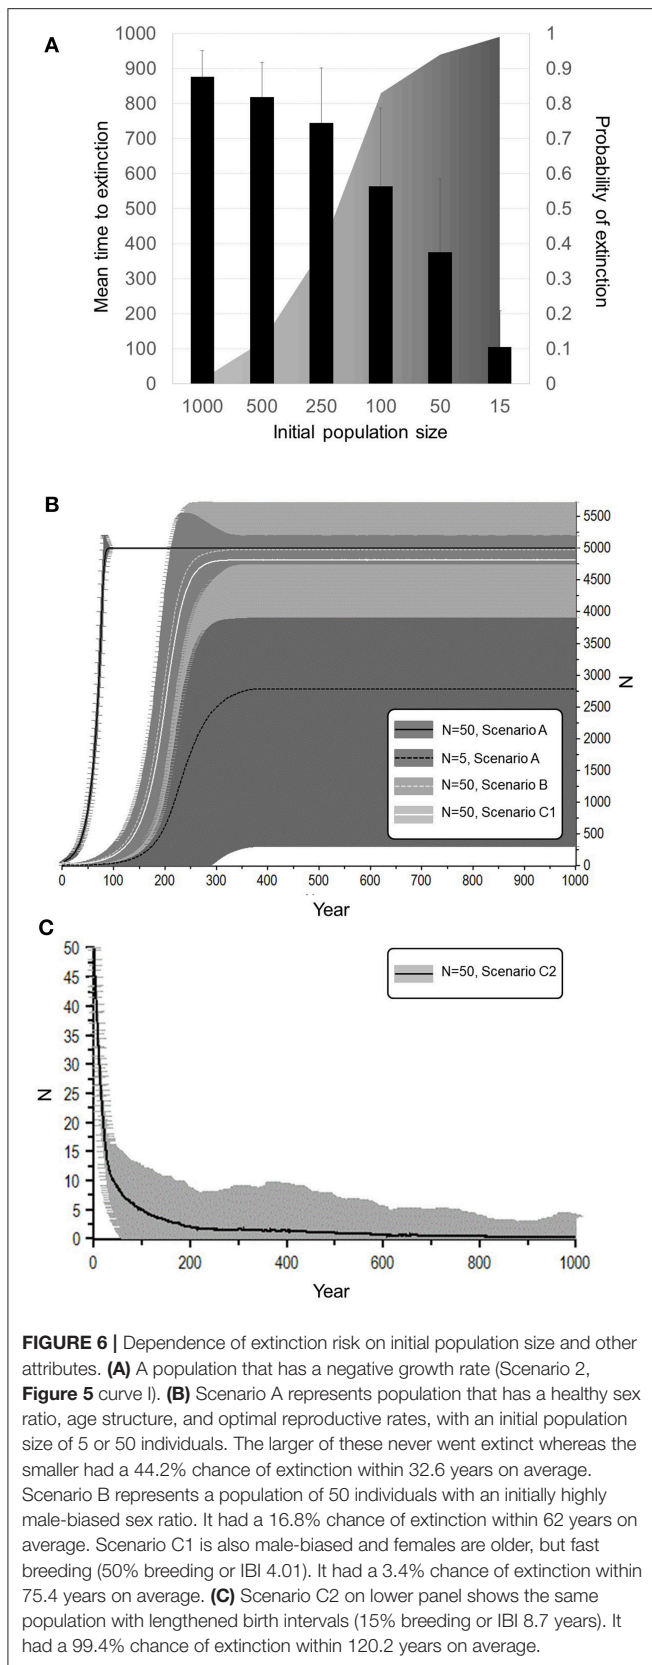 A
1000
900
800
700
600
500
400
300
200
100
0
Mean time to extinction
1
0.9
0.8
0.7
0.6
0.5
0.4
0.3
0.2
0.1
0
Probability of extinction
1000 500 250 100 50 15
Initial population size
B
5500
5000
4500
4000
3500
3000
2500
2000
1500
1000
500
0
N
N=50, Scenario A
N=5, Scenario A
N=50, Scenario B
N=50, Scenario C1
0 100 200 300 400 500 600 700 800 900 1000
Year
C
50
45
40
35
30
25
20
15
10
5
0
N
N=50, Scenario C2
0 200 400 600 800 1000
Year
FIGURE 6 | Dependence of extinction risk on initial population size and other
attributes. (A) A population that has a negative growth rate (Scenario 2,
Figure 5 curve I). (B) Scenario A represents population that has a healthy sex
ratio, age structure, and optimal reproductive rates, with an initial population
size of 5 or 50 individuals. The larger of these never went extinct whereas the
smaller had a 44.2% chance of extinction within 32.6 years on average.
Scenario B represents a population of 50 individuals with an initially highly
male-biased sex ratio. It had a 16.8% chance of extinction within 62 years on
average. Scenario C1 is also male-biased and females are older, but fast
breeding (50% breeding or IBI 4.01). It had a 3.4% chance of extinction within
75.4 years on average. (C) Scenario C2 on lower panel shows the same
population with lengthened birth intervals (15% breeding or IBI 8.7 years). It
had a 99.4% chance of extinction within 120.2 years on average.